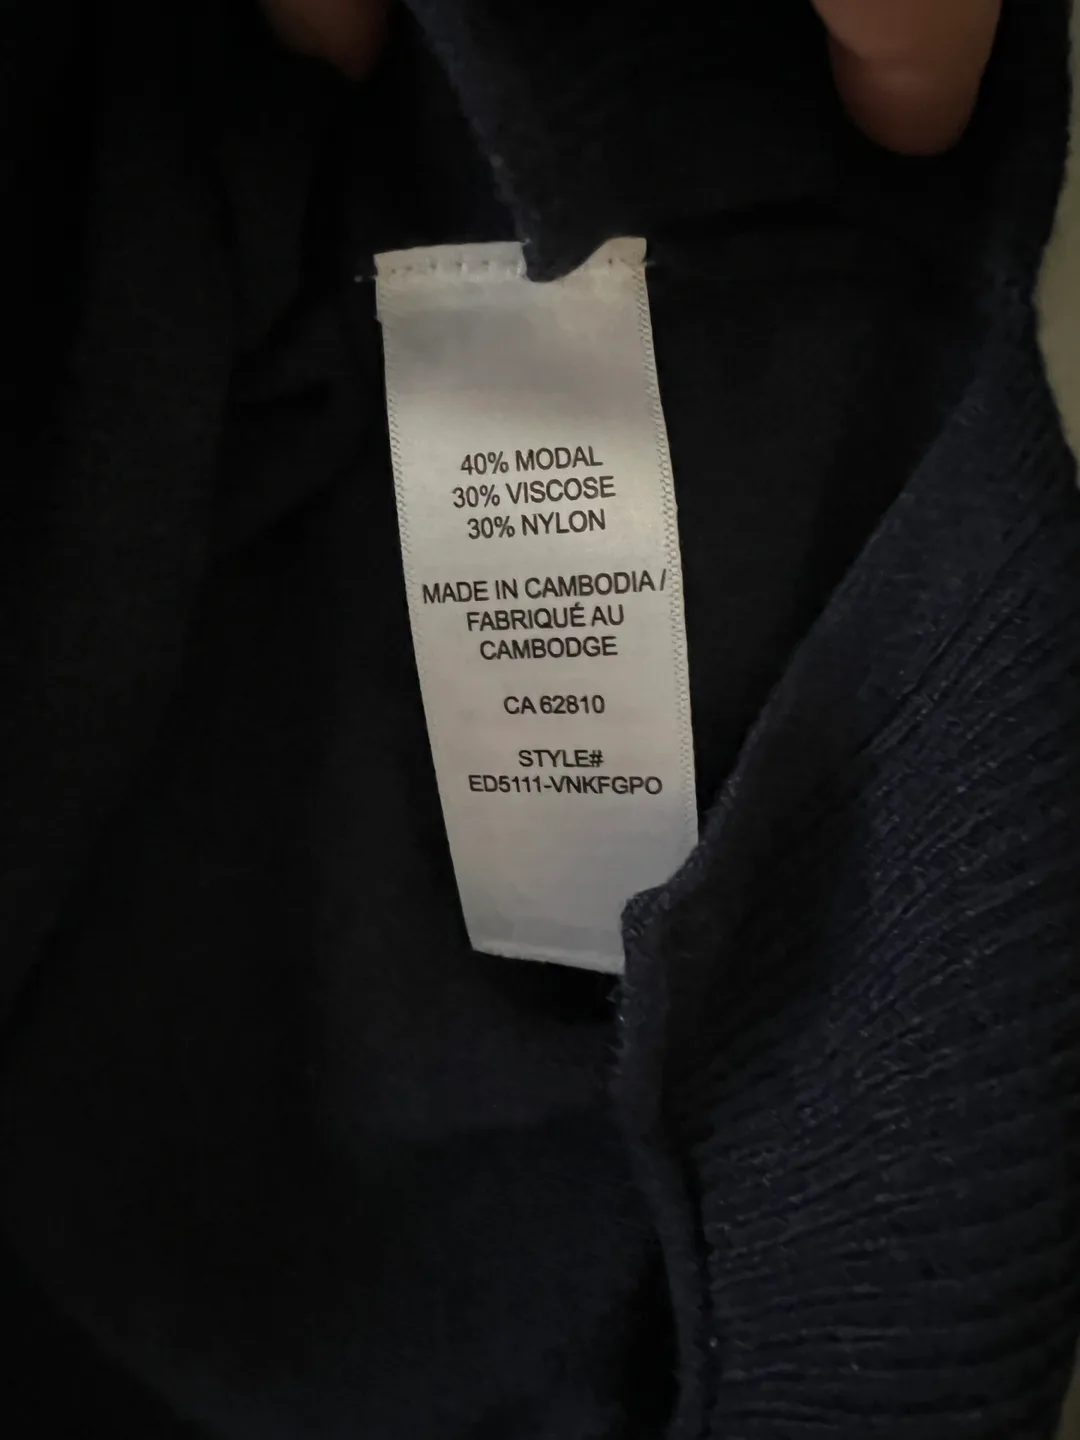 40% MODAL
30% VISCOSE
30% NYLON
MADE IN CAMBODIA /
FABRIQUÉ AU
CAMBODGE
CA 62810
STYLE#
ED5111-VNKFGPO